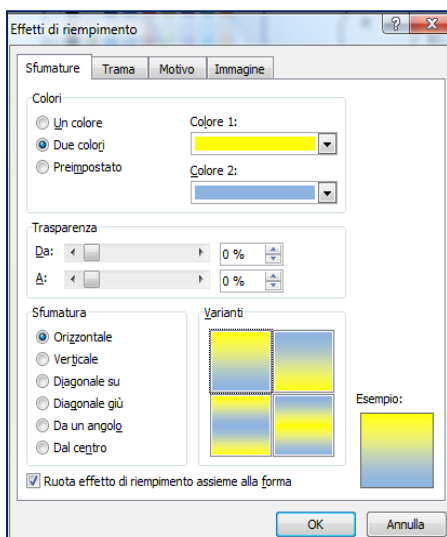 Effetti di riempimento
Sfumature Trama Motivo Immagine
Colori
Un colore
Due colori
Preimpostato
Colore 1:
Colore 2:
Trasparenza
Da: 0 %
A: 0 %
Sfumatura
Orizzontale
Verticale
Diagonale su
Diagonale giù
Da un angolo
Dal centro
Varianti
Esempio:
Ruota effetto di riempimento assieme alla forma
OK Annulla